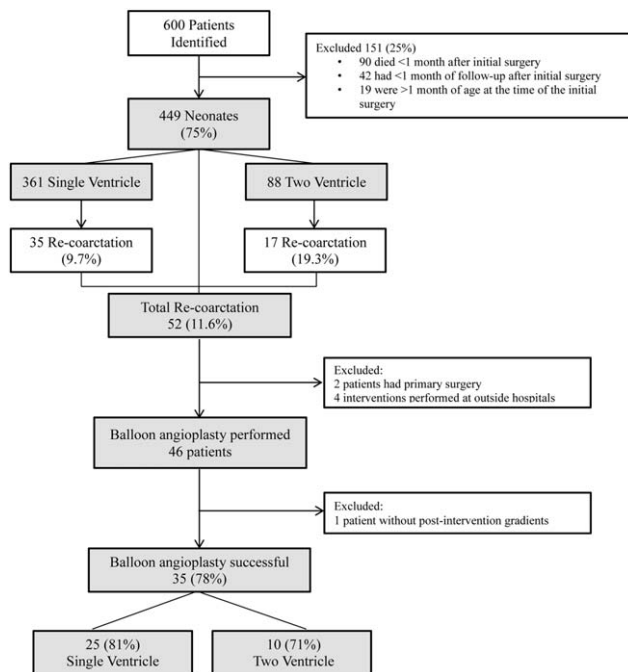 600 Patients
Identified
Excluded 151 (25%)
• 90 died <1 month after initial surgery
• 42 had <1 month of follow-up after initial surgery
• 19 were >1 month of age at the time of the initial
surgery
449 Neonates
(75%)
361 Single Ventricle
88 Two Ventricle
35 Re-coarctation
(9.7%)
17 Re-coarctation
(19.3%)
Total Re-coarctation
52 (11.6%)
Excluded:
2 patients had primary surgery
4 interventions performed at outside hospitals
Balloon angioplasty performed
46 patients
Excluded:
1 patient without post-intervention gradients
Balloon angioplasty successful
35 (78%)
25 (81%)
Single Ventricle
10 (71%)
Two Ventricle